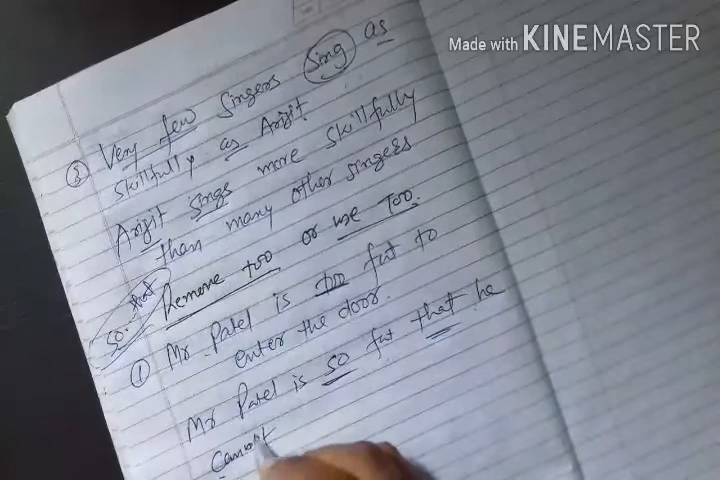 Made with KINEMASTER
③ Very few singers sing as
skillfully as Arijit.
Arijit sings more skillfully
than many other singers
so... that Remove too or use too.
① Mr. Patel is too fat to
enter the door.
Mr Patel is so fat that he
cannot